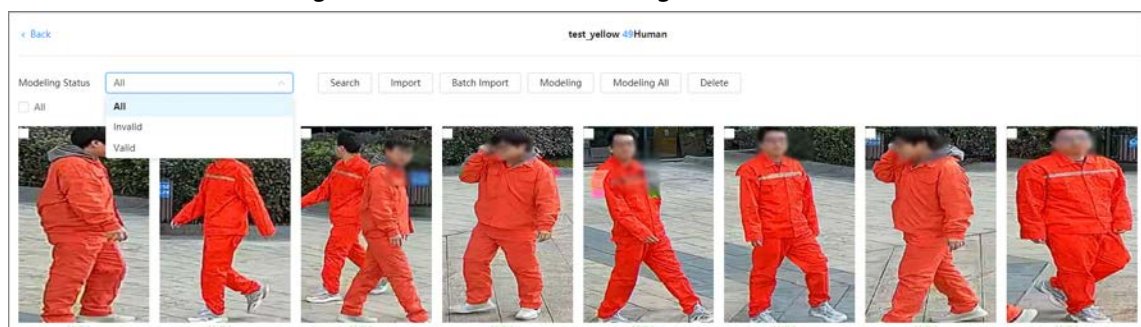 < Back
test_yellow 49Human
Modeling Status All Search Import Batch Import Modeling Modeling All Delete
All
All
Invalid
Valid